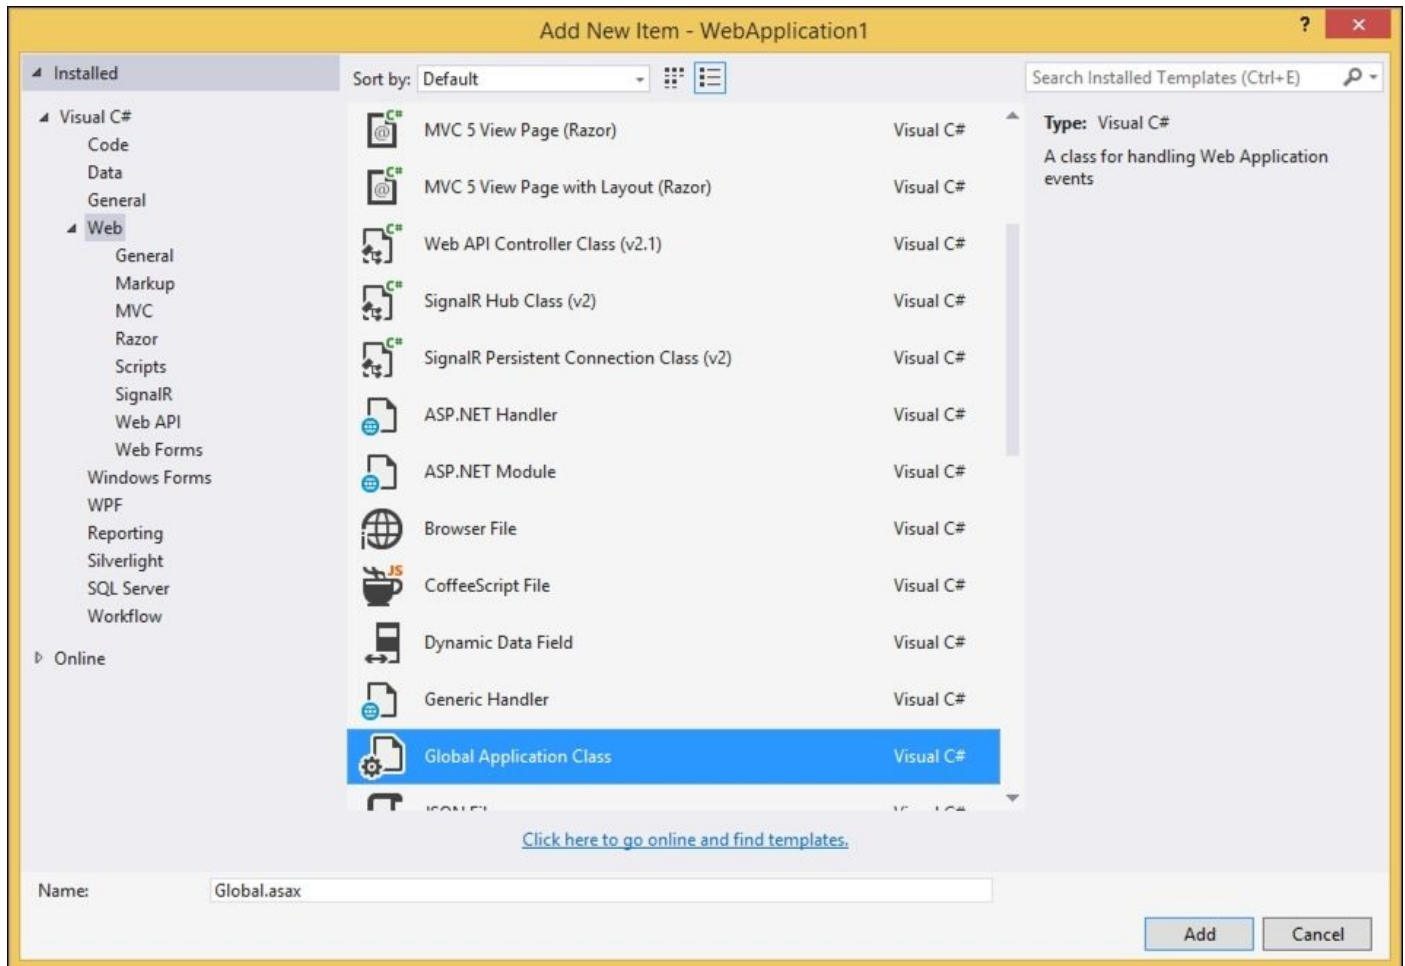 Add New Item - WebApplication1
?
Installed
Sort by: Default
Search Installed Templates (Ctrl+E)
Visual C#
Code
Data
General
Web
General
Markup
MVC
Razor
Scripts
SignalR
Web API
Web Forms
Windows Forms
WPF
Reporting
Silverlight
SQL Server
Workflow
Online
C# @ MVC 5 View Page (Razor) Visual C#
C# @ MVC 5 View Page with Layout (Razor) Visual C#
C# Web API Controller Class (v2.1) Visual C#
C# SignalR Hub Class (v2) Visual C#
C# SignalR Persistent Connection Class (v2) Visual C#
ASP.NET Handler Visual C#
ASP.NET Module Visual C#
Browser File Visual C#
JS CoffeeScript File Visual C#
Dynamic Data Field Visual C#
Generic Handler Visual C#
Global Application Class Visual C#
Type: Visual C#
A class for handling Web Application
events
Click here to go online and find templates.
Name: Global.asax
Add Cancel